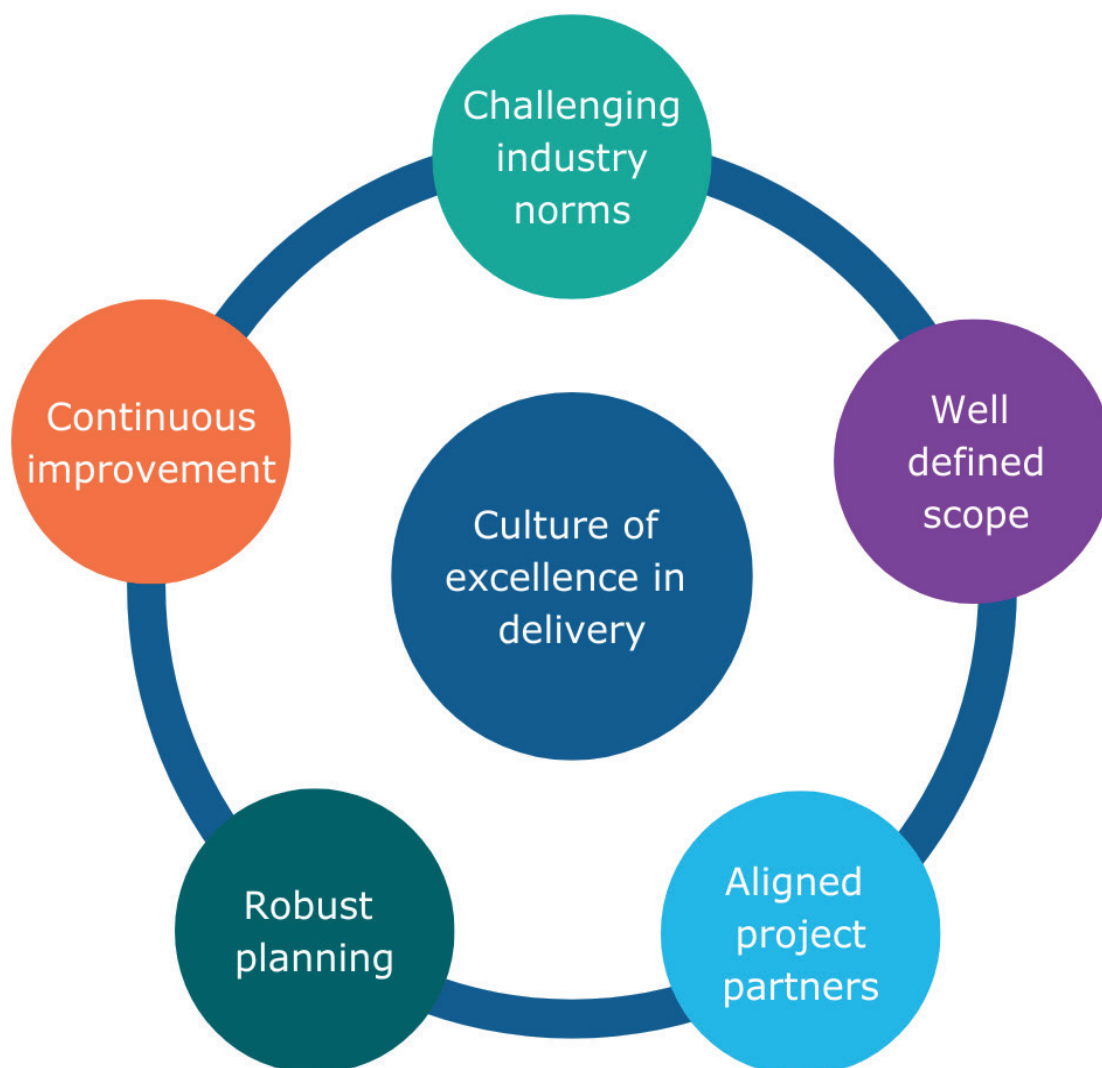 Challenging
industry
norms
Well
defined
scope
Aligned
project
partners
Robust
planning
Continuous
improvement
Culture of
excellence in
delivery